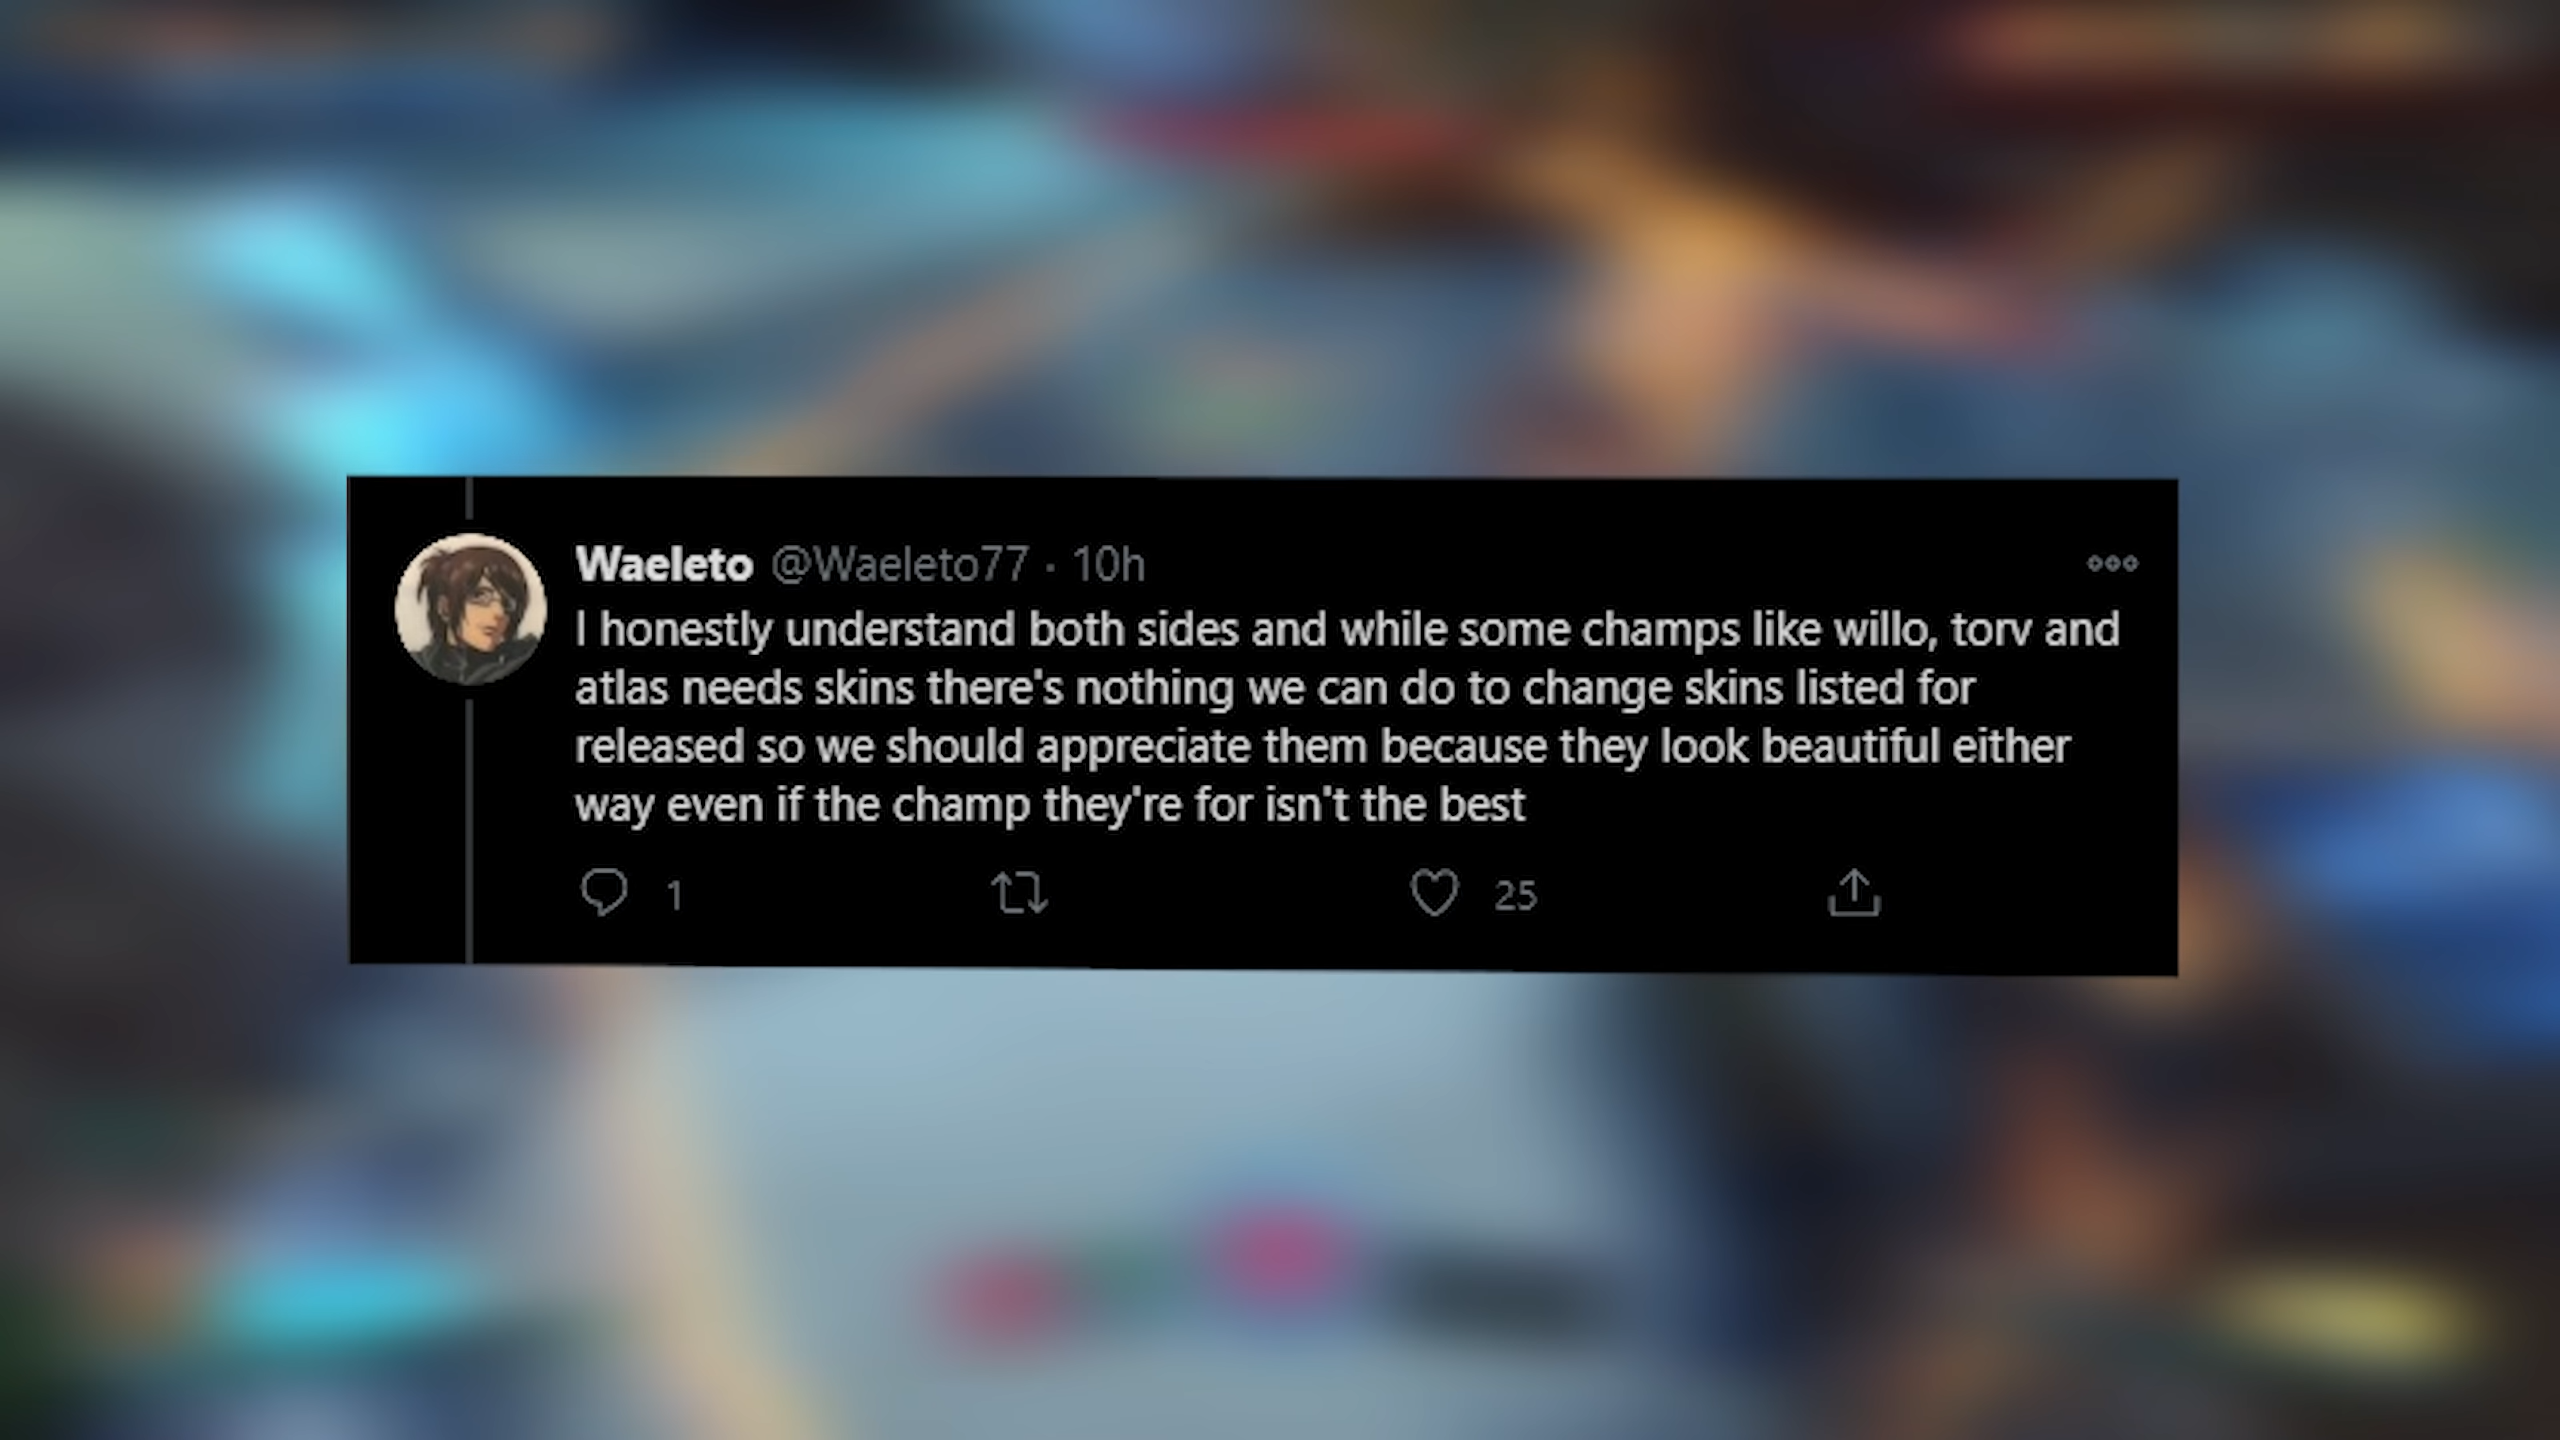 Waeleto @Waeleto77 · 10h
I honestly understand both sides and while some champs like willo, torv and
atlas needs skins there's nothing we can do to change skins listed for
released so we should appreciate them because they look beautiful either
way even if the champ they're for isn't the best
1 25